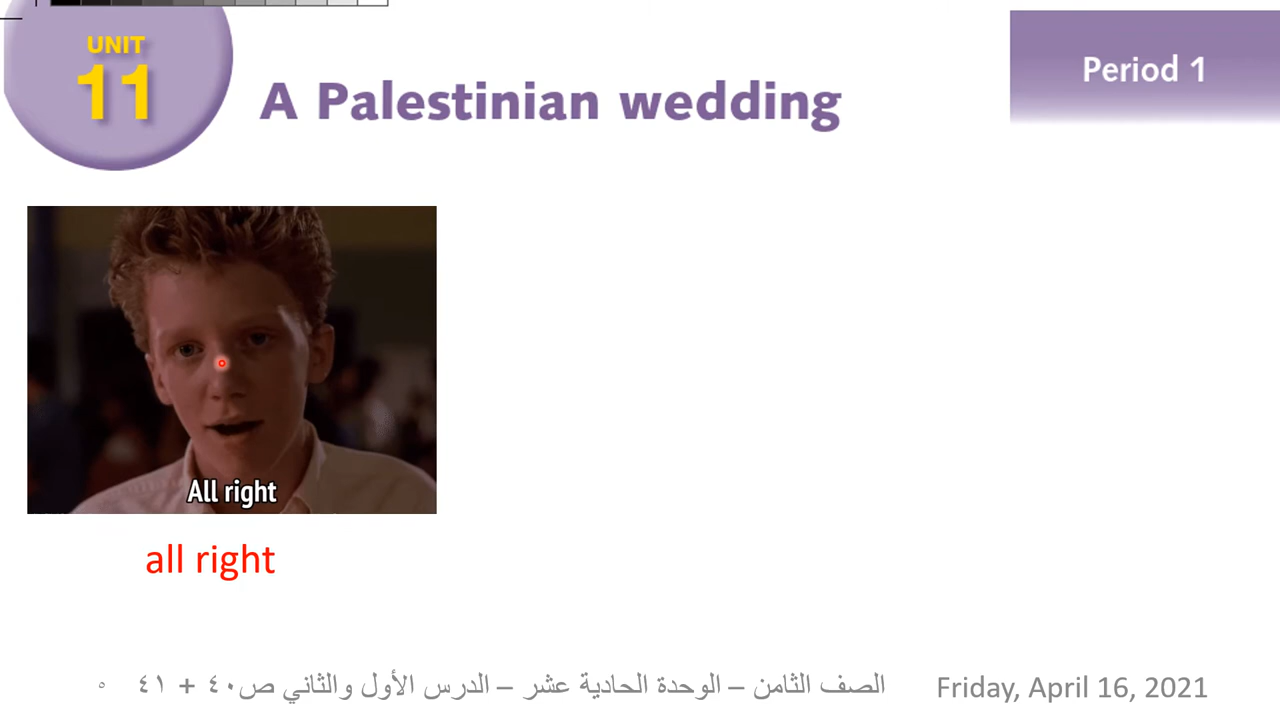 UNIT
11
A Palestinian wedding
Period 1
All right
all right
الصف الثامن – الوحدة الحادية عشر – الدرس الأول والثاني ص٤٠ + ٤١
٥
Friday, April 16, 2021